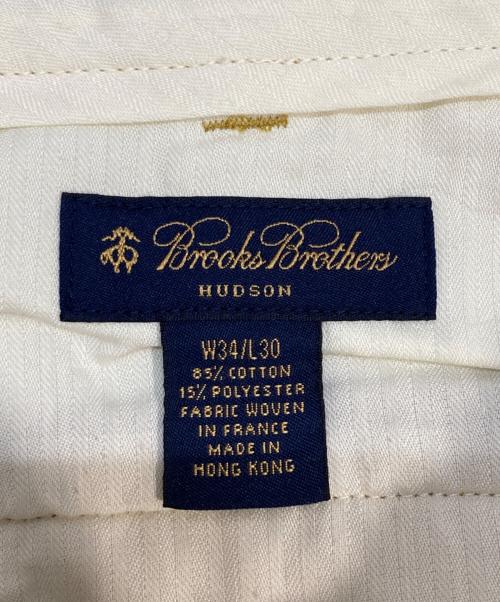 Brooks Brothers
HUDSON
W34/L30
85% COTTON
15% POLYESTER
FABRIC WOVEN
IN FRANCE
MADE IN
HONG KONG